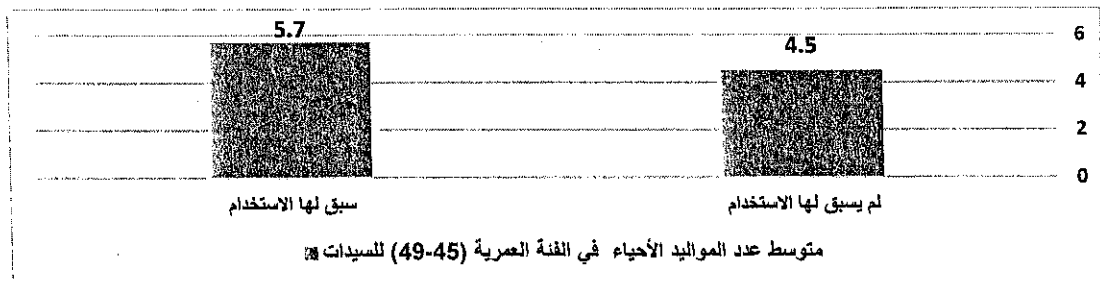 6
5.7
4.5
4
2
0
لم يسبق لها الاستخدام
سبق لها الاستخدام
متوسط عدد المواليد الأحياء في الفئة العمرية (45-49) للسيدات